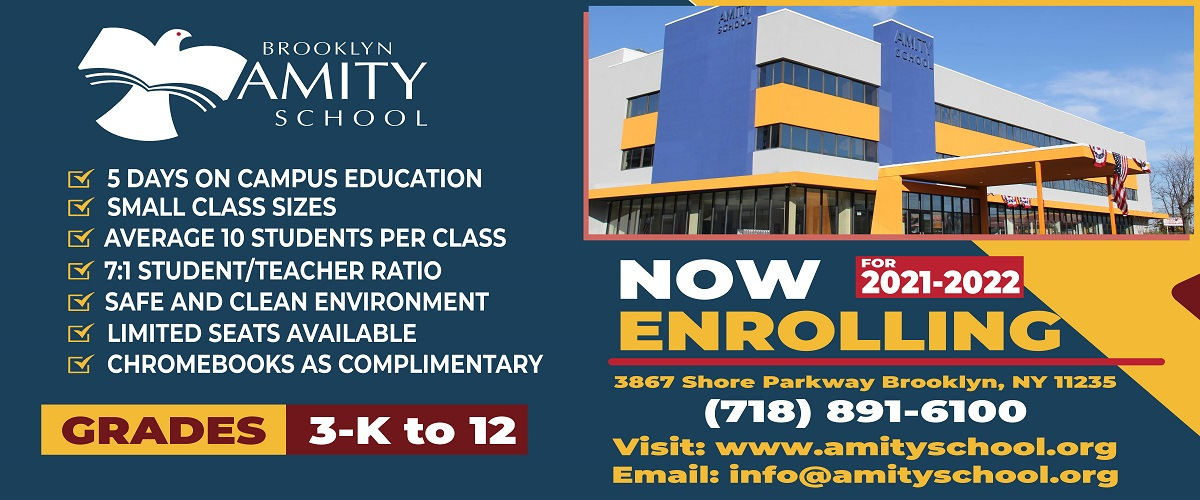 BROOKLYN
AMITY
SCHOOL
5 DAYS ON CAMPUS EDUCATION
SMALL CLASS SIZES
AVERAGE 10 STUDENTS PER CLASS
7:1 STUDENT/TEACHER RATIO
SAFE AND CLEAN ENVIRONMENT
LIMITED SEATS AVAILABLE
CHROMEBOOKS AS COMPLIMENTARY
GRADES 3-K to 12
AMITY
SCHOOL
AMITY
SCHOOL
NOW FOR
2021-2022
ENROLLING
3867 Shore Parkway Brooklyn, NY 11235
(718) 891-6100
Visit: www.amityschool.org
Email: info@amityschool.org